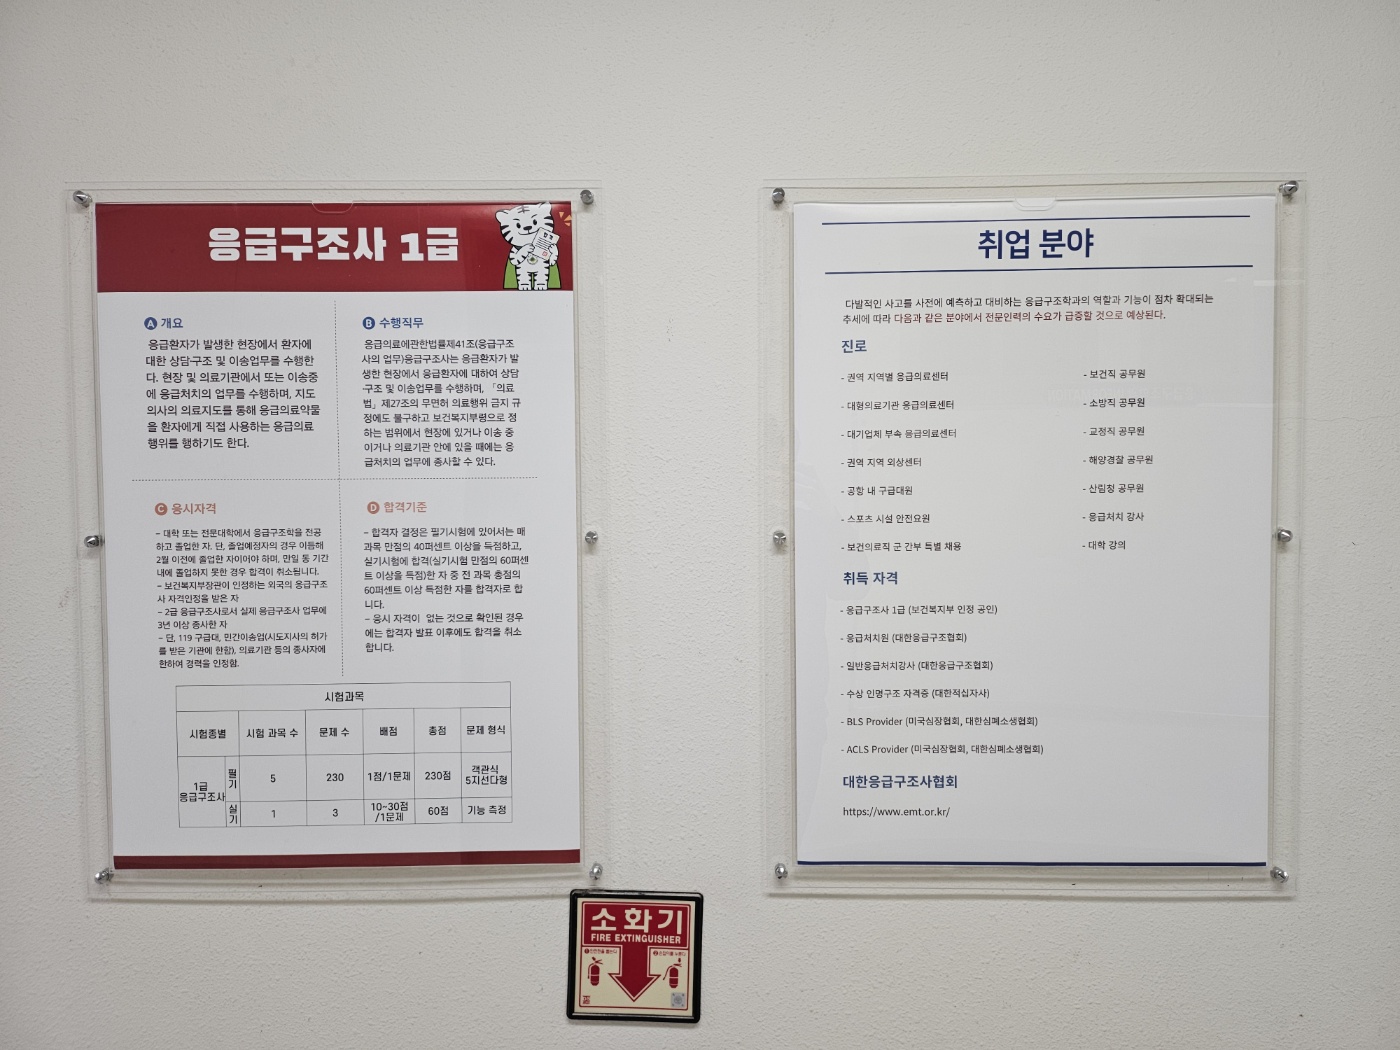 응급구조사 1급
A 개요
응급환자가 발생한 현장에서 환자에
대한 상담·구조 및 이송업무를 수행한
다. 현장 및 의료기관에서 또는 이송중
에 응급처치의 업무를 수행하며, 지도
의사의 의료지도를 통해 응급의료약물
을 환자에게 직접 사용하는 응급의료
행위를 행하기도 한다.
B 수행직무
응급의료에관한법률제41조(응급구조
사의 업무)응급구조사는 응급환자가 발
생한 현장에서 응급환자에 대하여 상담
·구조 및 이송업무를 수행하며, 「의료
법」제27조의 무면허 의료행위 금지 규
정에도 불구하고 보건복지부령으로 정
하는 범위에서 현장에 있거나 이송 중
이거나 의료기관 안에 있을 때에는 응
급처치의 업무에 종사할 수 있다.
C 응시자격
– 대학 또는 전문대학에서 응급구조학을 전공
하고 졸업한 자. 단, 졸업예정자의 경우 이듬해
2월 이전에 졸업한 자이어야 하며, 만일 동 기간
내에 졸업하지 못한 경우 합격이 취소됩니다.
– 보건복지부장관이 인정하는 외국의 응급구조
사 자격인정을 받은 자
– 2급 응급구조사로서 실제 응급구조사 업무에
3년 이상 종사한 자
– 단, 119 구급대, 민간이송업(시도지사의 허가
를 받은 기관에 한함), 의료기관 등의 종사자에
한하여 경력을 인정함.
D 합격기준
– 합격자 결정은 필기시험에 있어서는 매
과목 만점의 40퍼센트 이상을 득점하고,
실기시험에 합격(실기시험 만점의 60퍼센
트 이상을 득점)한 자 중 전 과목 총점의
60퍼센트 이상 득점한 자를 합격자로 합
니다.
– 응시 자격이 없는 것으로 확인된 경우
에는 합격자 발표 이후에도 합격을 취소
합니다.
시험과목
시험종별 시험 과목 수 문제 수 배점 총점 문제 형식
1급 응급구조사 필기 5 230 1점/1문제 230점 객관식 5지선다형
실기 1 3 10~30점/1문제 60점 기능 측정
취업 분야
다발적인 사고를 사전에 예측하고 대비하는 응급구조학과의 역할과 기능이 점차 확대되는
추세에 따라 다음과 같은 분야에서 전문인력의 수요가 급증할 것으로 예상된다.
진로
- 권역 지역별 응급의료센터
- 대형의료기관 응급의료센터
- 대기업체 부속 응급의료센터
- 권역 지역 외상센터
- 공항 내 구급대원
- 스포츠 시설 안전요원
- 보건의료직 군 간부 특별 채용
- 보건직 공무원
- 소방직 공무원
- 교정직 공무원
- 해양경찰 공무원
- 산림청 공무원
- 응급처치 강사
- 대학 강의
취득 자격
- 응급구조사 1급 (보건복지부 인정 공인)
- 응급처치원 (대한응급구조협회)
- 일반응급처치강사 (대한응급구조협회)
- 수상 인명구조 자격증 (대한적십자사)
- BLS Provider (미국심장협회, 대한심폐소생협회)
- ACLS Provider (미국심장협회, 대한심폐소생협회)
대한응급구조사협회
https://www.emt.or.kr/
소화기
FIRE EXTINGUISHER